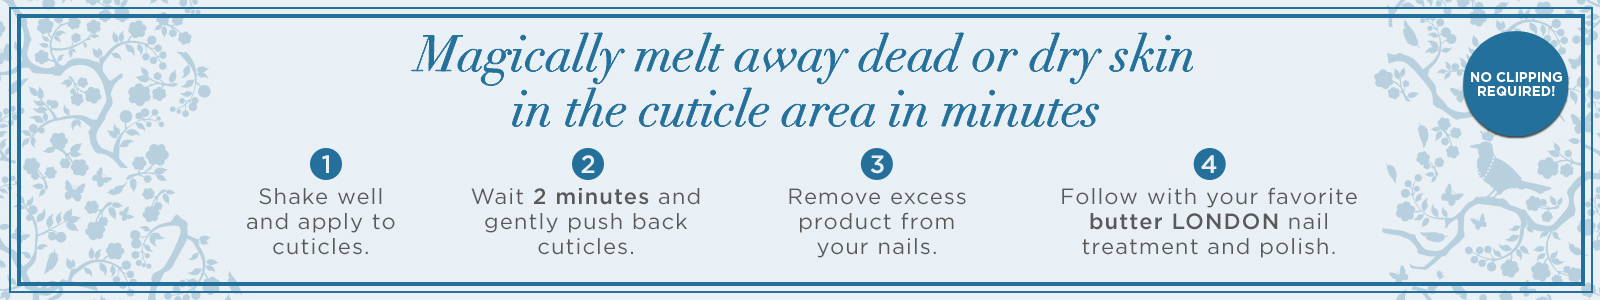 Magically melt away dead or dry skin
in the cuticle area in minutes
NO CLIPPING
REQUIRED!
1
Shake well
and apply to
cuticles.
2
Wait 2 minutes and
gently push back
cuticles.
3
Remove excess
product from
your nails.
4
Follow with your favorite
butter LONDON nail
treatment and polish.